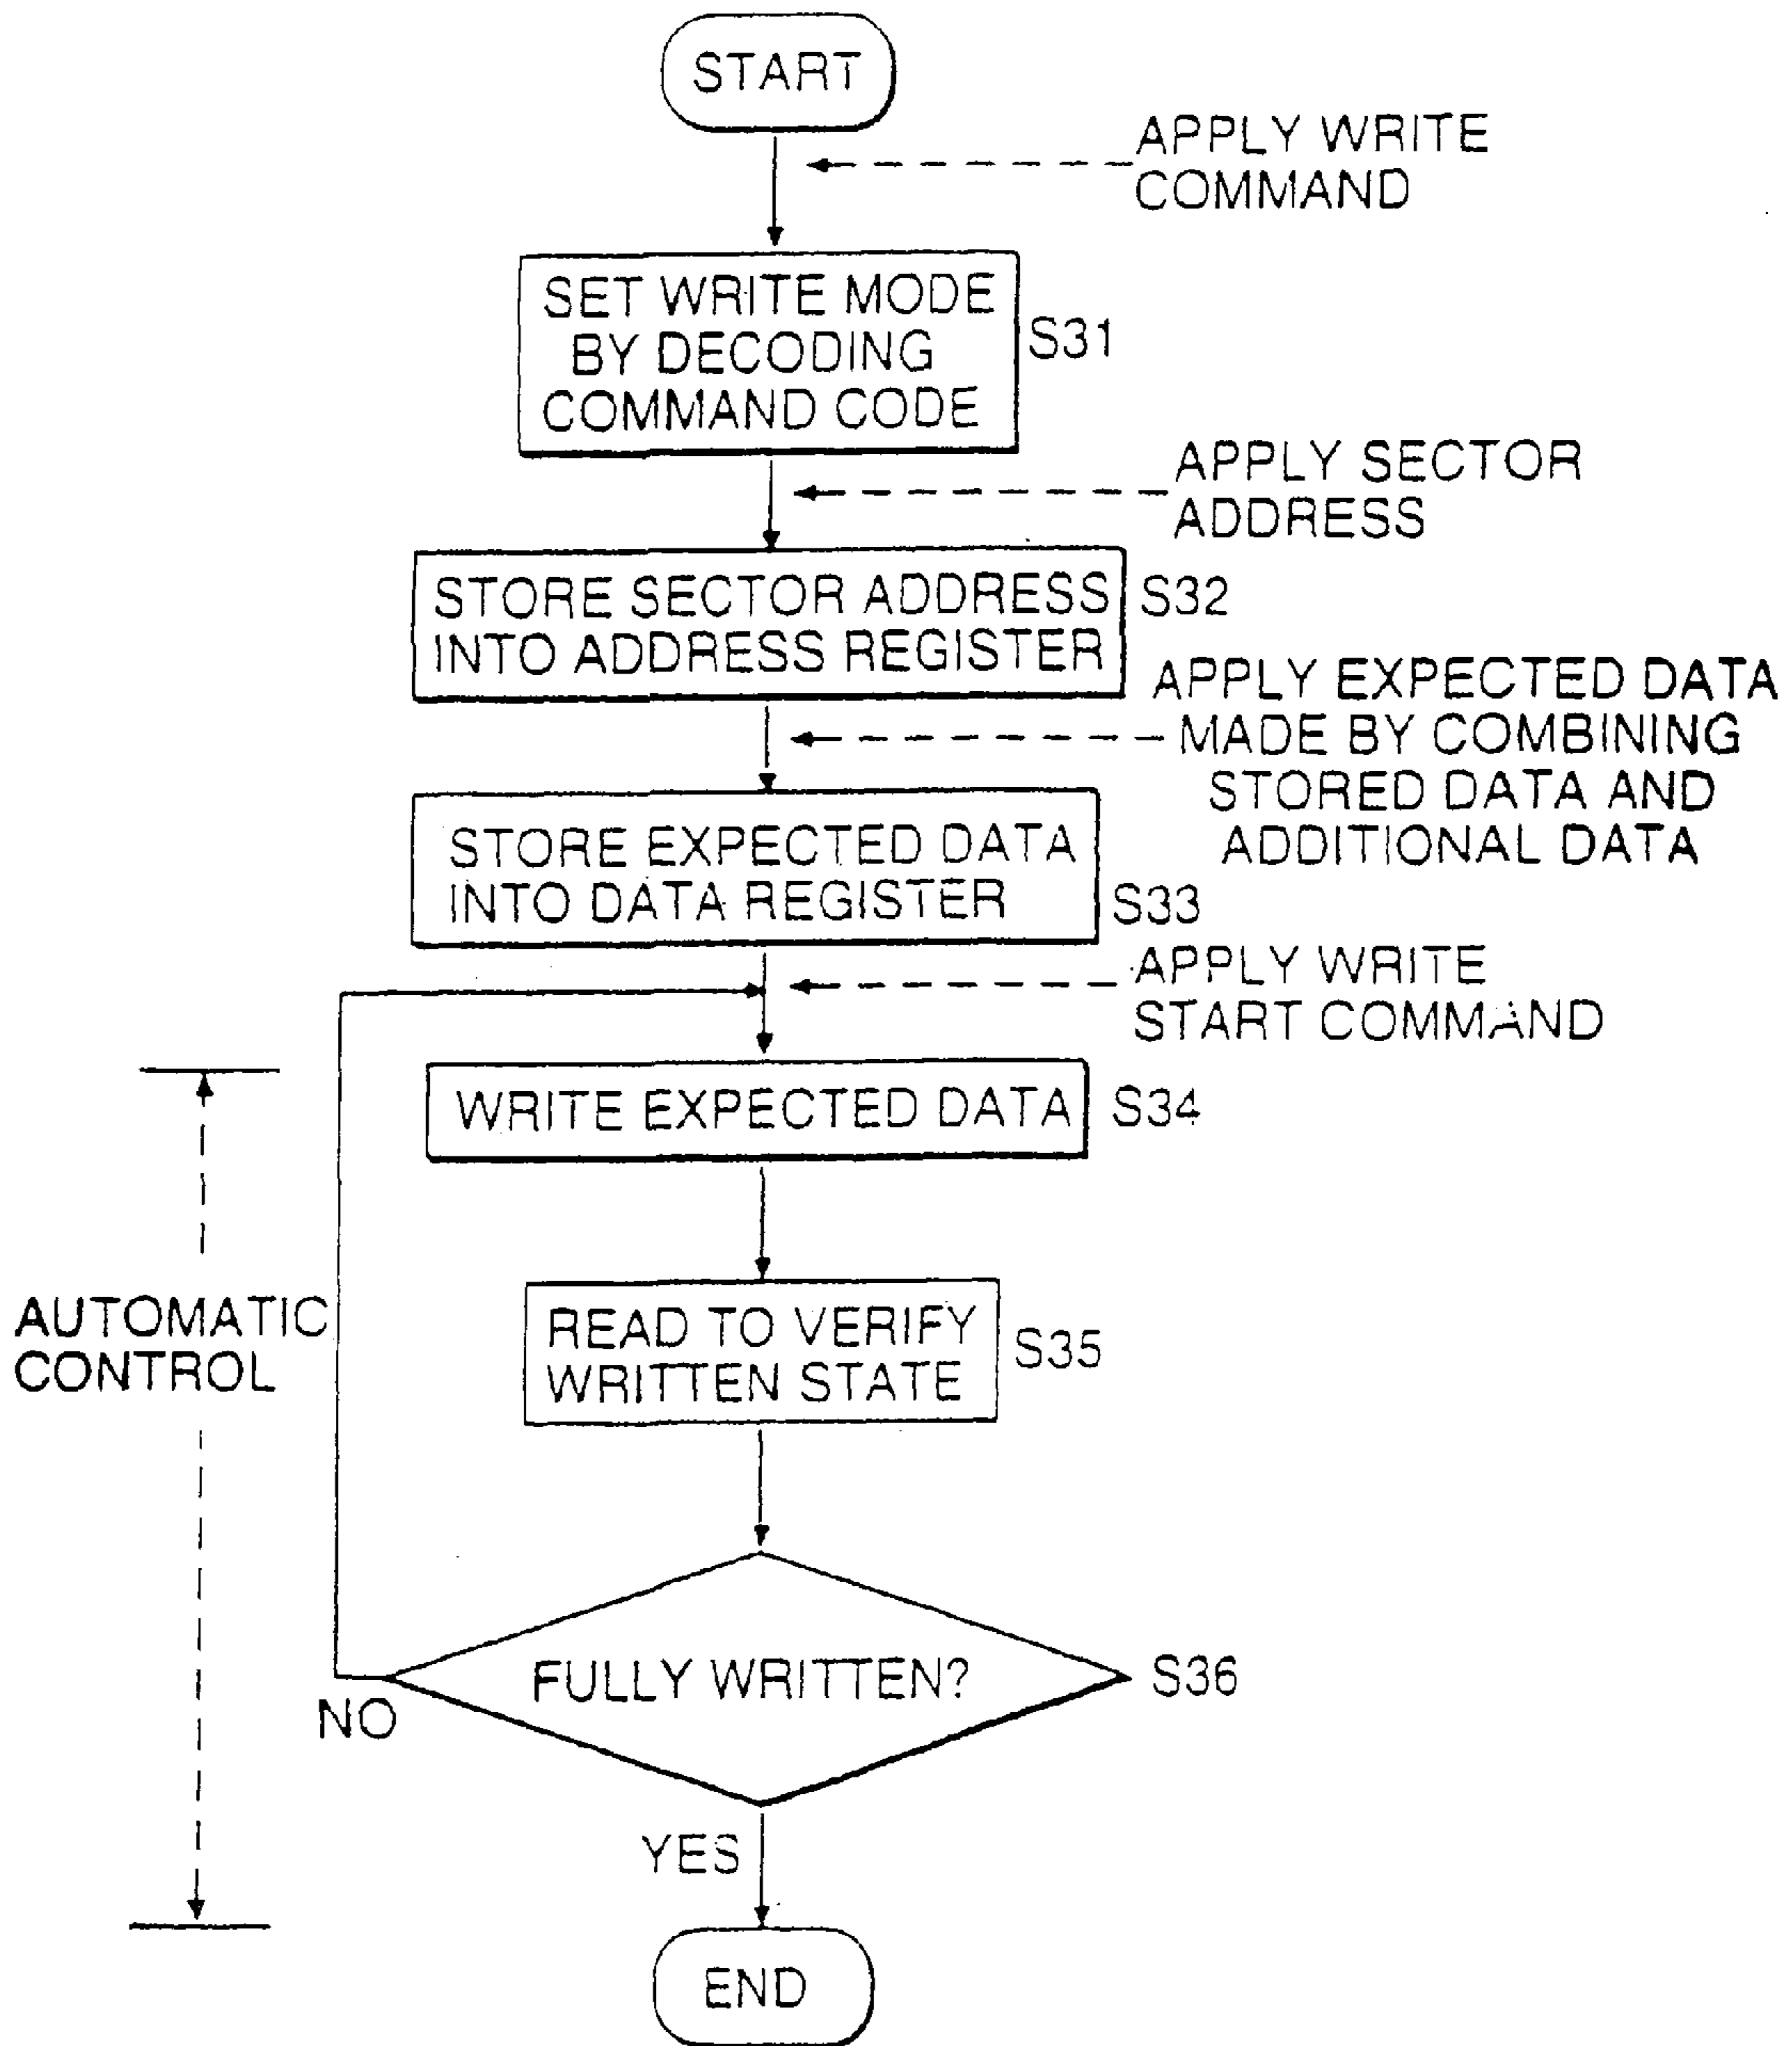 START
APPLY WRITE
COMMAND
SET WRITE MODE
BY DECODING
COMMAND CODE
S31
APPLY SECTOR
ADDRESS
STORE SECTOR ADDRESS
INTO ADDRESS REGISTER
S32
APPLY EXPECTED DATA
MADE BY COMBINING
STORED DATA AND
ADDITIONAL DATA
STORE EXPECTED DATA
INTO DATA REGISTER
S33
APPLY WRITE
START COMMAND
WRITE EXPECTED DATA
S34
AUTOMATIC
CONTROL
READ TO VERIFY
WRITTEN STATE
S35
FULLY WRITTEN?
S36
NO
YES
END